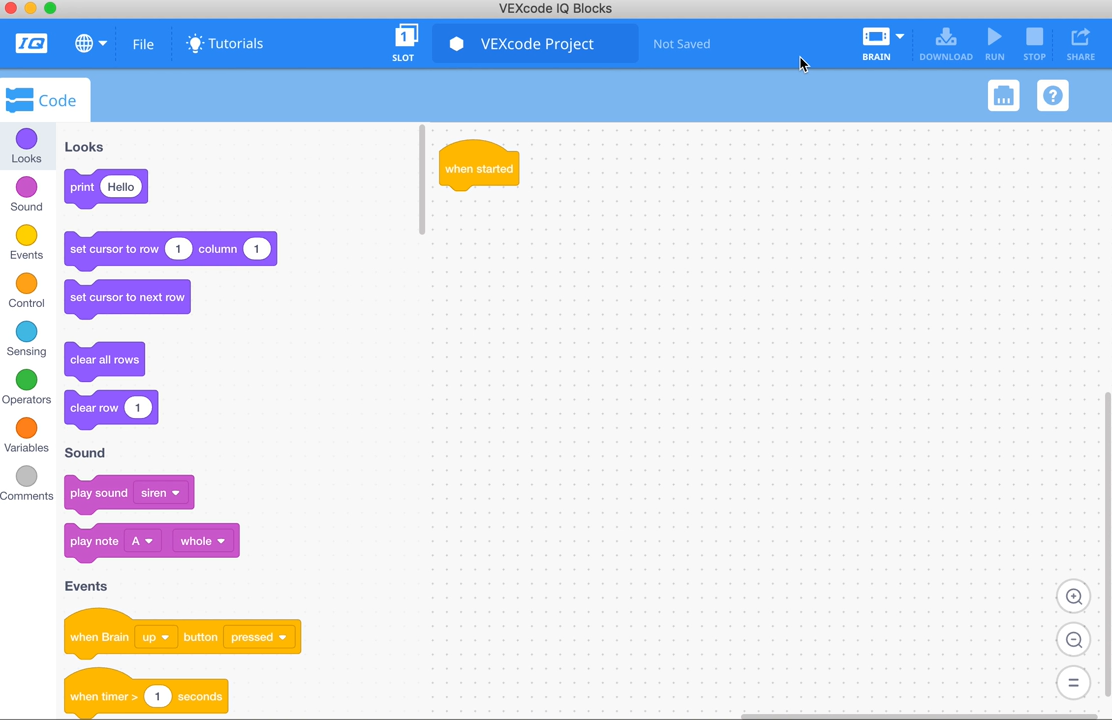 VEXcode IQ Blocks
IQ
File
Tutorials
1
SLOT
VEXcode Project
Not Saved
BRAIN
DOWNLOAD
RUN
STOP
SHARE
Code
?
Looks
Sound
Events
Control
Sensing
Operators
Variables
Comments
Looks
print Hello
set cursor to row 1 column 1
set cursor to next row
clear all rows
clear row 1
Sound
play sound siren
play note A whole
Events
when Brain up button pressed
when timer > 1 seconds
when started